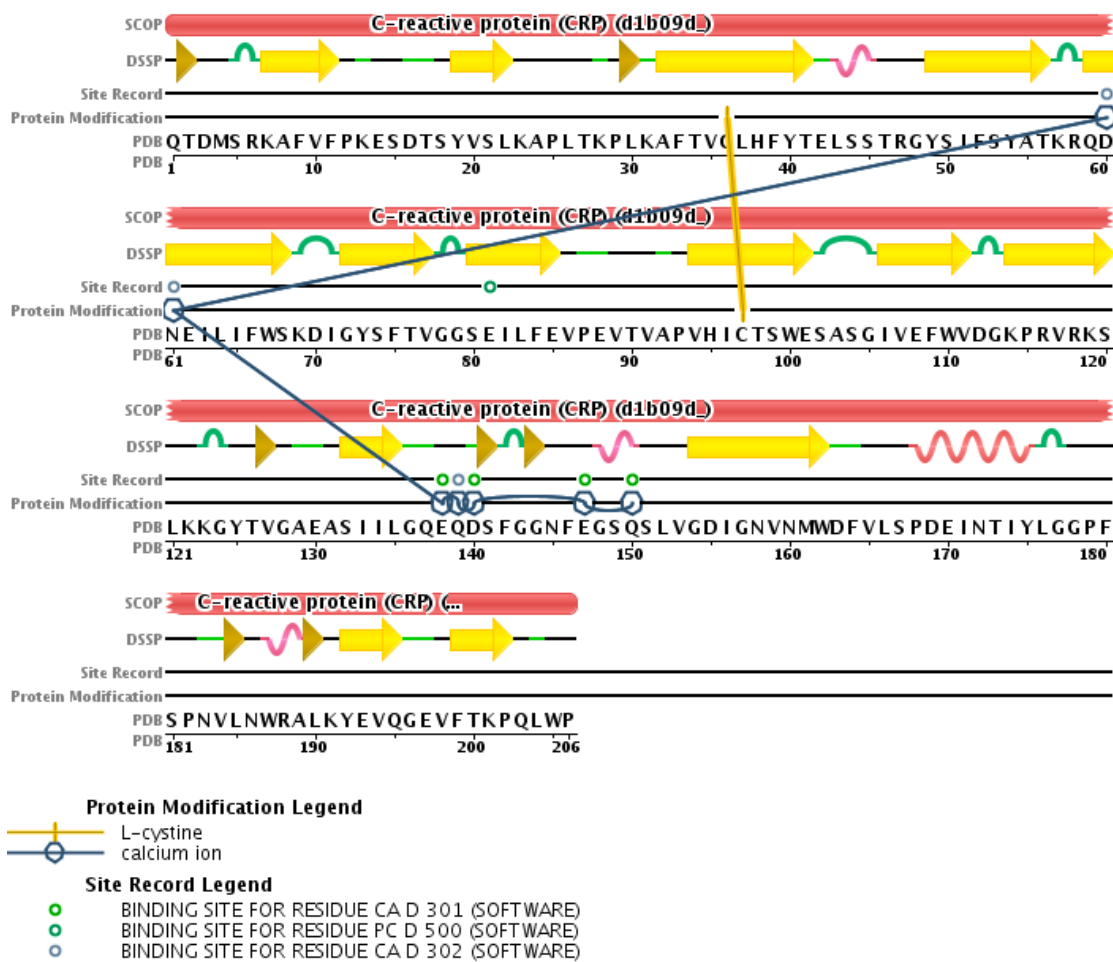 SCOP C-reactive protein (CRP) (d1b09d_)
DSSP
Site Record
Protein Modification
PDB QTDMSRKAFVFPKESDTSYVSLKAPLTKPLKAFTVCLHFYTELSSTRGYSIFSYATKRQD
PDB 1 10 20 30 40 50 60
SCOP C-reactive protein (CRP) (d1b09d_)
DSSP
Site Record
Protein Modification
PDB NEILIFWSKDIGYSFTVGGSEILFEVPEVTVAPVHICTSWESASGIVEFWVDGKPRVRKS
PDB 61 70 80 90 100 110 120
SCOP C-reactive protein (CRP) (d1b09d_)
DSSP
Site Record
Protein Modification
PDB LKKGYTVGAEASIILGQEQDSFGGNFEGSQSLVGDIGNVNMWDFVLSPDEINTIYLGGPF
PDB 121 130 140 150 160 170 180
SCOP C-reactive protein (CRP) (...
DSSP
Site Record
Protein Modification
PDB SPNVLNWRALKYEVQGEVFTKPQLWP
PDB 181 190 200 206
Protein Modification Legend
L-cystine
calcium ion
Site Record Legend
BINDING SITE FOR RESIDUE CA D 301 (SOFTWARE)
BINDING SITE FOR RESIDUE PC D 500 (SOFTWARE)
BINDING SITE FOR RESIDUE CA D 302 (SOFTWARE)